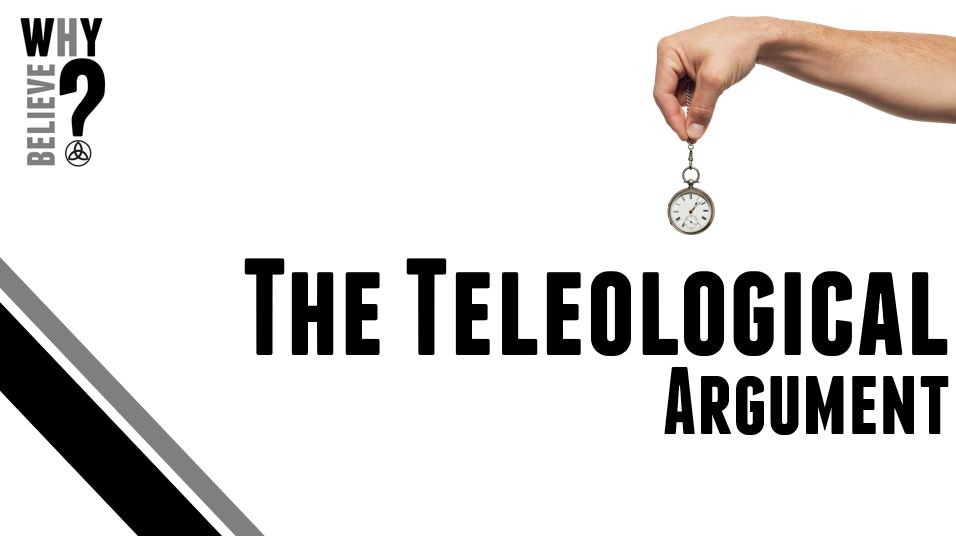 WHY
BELIEVE
?
THE TELEOLOGICAL
ARGUMENT